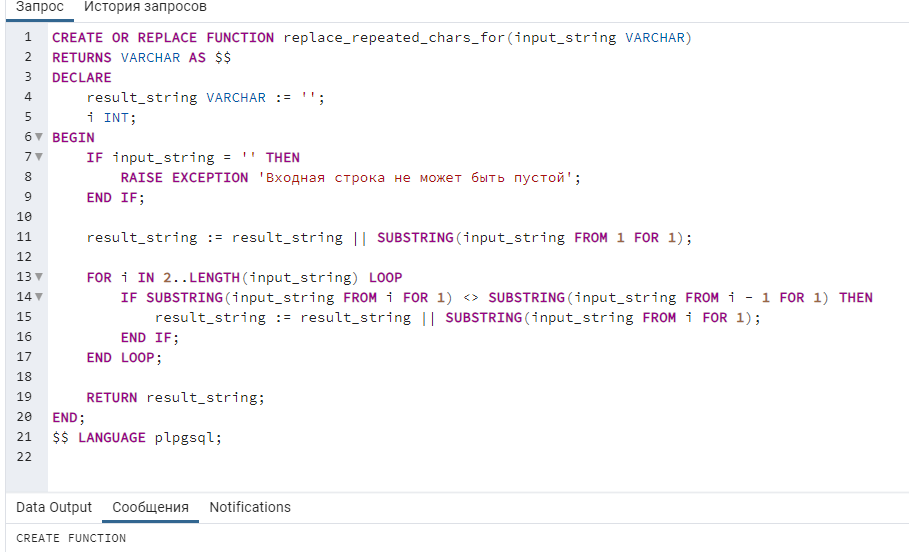 Запрос История запросов
1 CREATE OR REPLACE FUNCTION replace_repeated_chars_for(input_string VARCHAR)
2 RETURNS VARCHAR AS $$
3 DECLARE
4     result_string VARCHAR := '';
5     i INT;
6 BEGIN
7     IF input_string = '' THEN
8         RAISE EXCEPTION 'Входная строка не может быть пустой';
9     END IF;
10
11     result_string := result_string || SUBSTRING(input_string FROM 1 FOR 1);
12
13     FOR i IN 2..LENGTH(input_string) LOOP
14         IF SUBSTRING(input_string FROM i FOR 1) <> SUBSTRING(input_string FROM i - 1 FOR 1) THEN
15             result_string := result_string || SUBSTRING(input_string FROM i FOR 1);
16         END IF;
17     END LOOP;
18
19     RETURN result_string;
20 END;
21 $$ LANGUAGE plpgsql;
22
Data Output Сообщения Notifications
CREATE FUNCTION